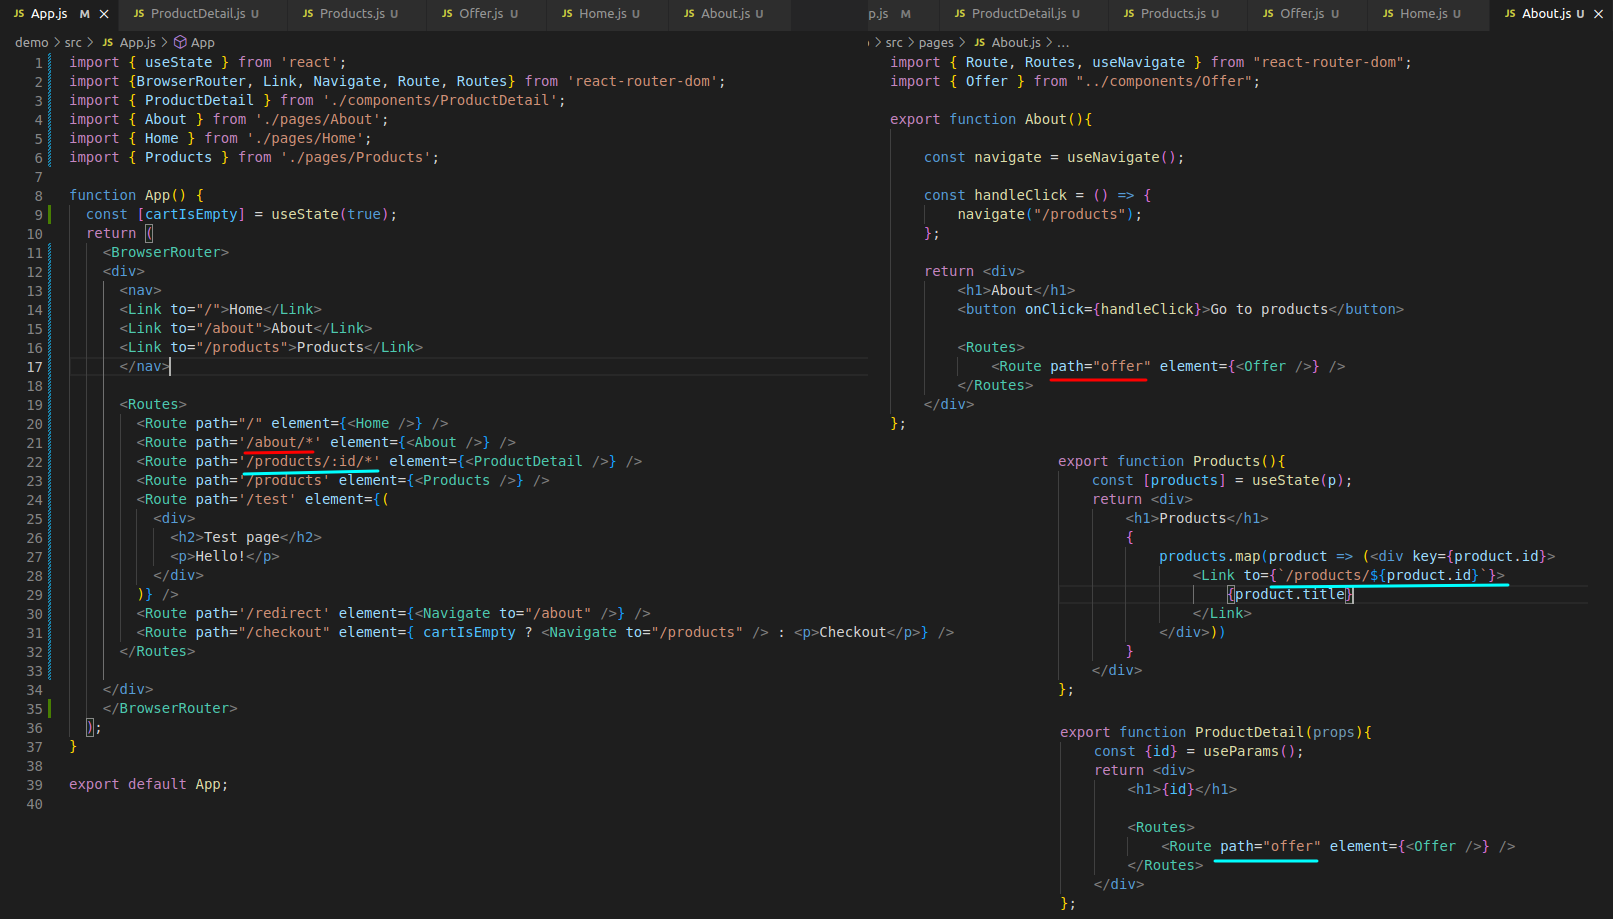 JS App.js M ×
JS ProductDetail.js U
JS Products.js U
JS Offer.js U
JS Home.js U
JS About.js U
demo > src > JS App.js > App
1 import { useState } from 'react';
2 import {BrowserRouter, Link, Navigate, Route, Routes} from 'react-router-dom';
3 import { ProductDetail } from './components/ProductDetail';
4 import { About } from './pages/About';
5 import { Home } from './pages/Home';
6 import { Products } from './pages/Products';
7
8 function App() {
9 const [cartIsEmpty] = useState(true);
10 return (
11 <BrowserRouter>
12 <div>
13 <nav>
14 <Link to="/">Home</Link>
15 <Link to="/about">About</Link>
16 <Link to="/products">Products</Link>
17 </nav>
18
19 <Routes>
20 <Route path="/" element={<Home />} />
21 <Route path='/about/*' element={<About />} />
22 <Route path='/products/:id/*' element={<ProductDetail />} />
23 <Route path='/products' element={<Products />} />
24 <Route path='/test' element={(
25 <div>
26 <h2>Test page</h2>
27 <p>Hello!</p>
28 </div>
29 )} />
30 <Route path='/redirect' element={<Navigate to="/about" />} />
31 <Route path="/checkout" element={ cartIsEmpty ? <Navigate to="/products" /> : <p>Checkout</p>} />
32 </Routes>
33
34 </div>
35 </BrowserRouter>
36 );
37 }
38
39 export default App;
40
p.js M
JS ProductDetail.js U
JS Products.js U
JS Offer.js U
JS Home.js U
JS About.js U ×
> src > pages > JS About.js > ...
import { Route, Routes, useNavigate } from "react-router-dom";
import { Offer } from "../components/Offer";
export function About(){
const navigate = useNavigate();
const handleClick = () => {
navigate("/products");
};
return <div>
<h1>About</h1>
<button onClick={handleClick}>Go to products</button>
<Routes>
<Route path="offer" element={<Offer />} />
</Routes>
</div>
};
export function Products(){
const [products] = useState(p);
return <div>
<h1>Products</h1>
{
products.map(product => (<div key={product.id}>
<Link to={`/products/${product.id}`}>
{product.title}
</Link>
</div>))
}
</div>
};
export function ProductDetail(props){
const {id} = useParams();
return <div>
<h1>{id}</h1>
<Routes>
<Route path="offer" element={<Offer />} />
</Routes>
</div>
};